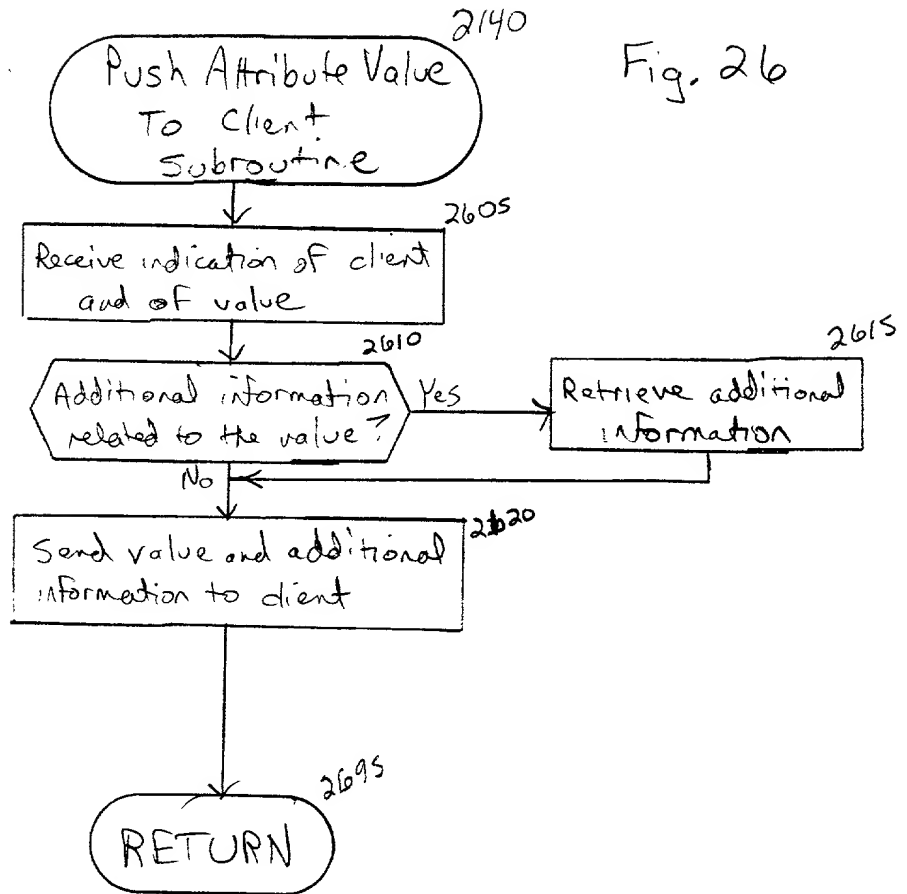 2140
Fig. 26
Push Attribute Value
To Client
Subroutine
2605
Receive indication of client
and of value
2610
2615
Additional information
related to the value?
Yes
Retrieve additional
information
No
2620
Send value and additional
information to client
2695
RETURN